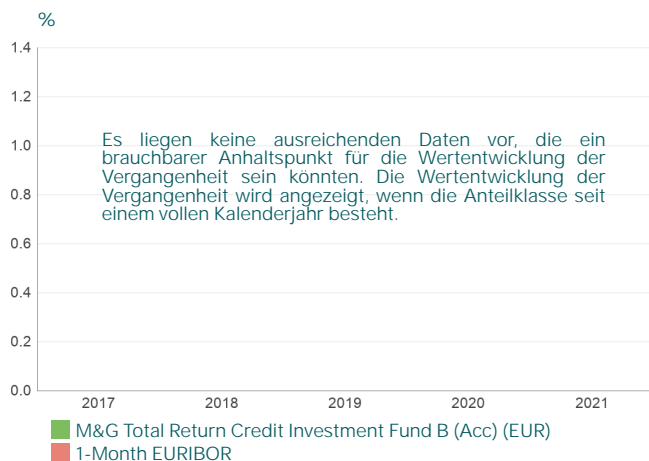 %
1.4
1.2
1.0
0.8
0.6
0.4
0.2
0.0
Es liegen keine ausreichenden Daten vor, die ein
brauchbarer Anhaltspunkt für die Wertentwicklung der
Vergangenheit sein könnten. Die Wertentwicklung der
Vergangenheit wird angezeigt, wenn die Anteilklasse seit
einem vollen Kalenderjahr besteht.
2017 2018 2019 2020 2021
M&G Total Return Credit Investment Fund B (Acc) (EUR)
1-Month EURIBOR